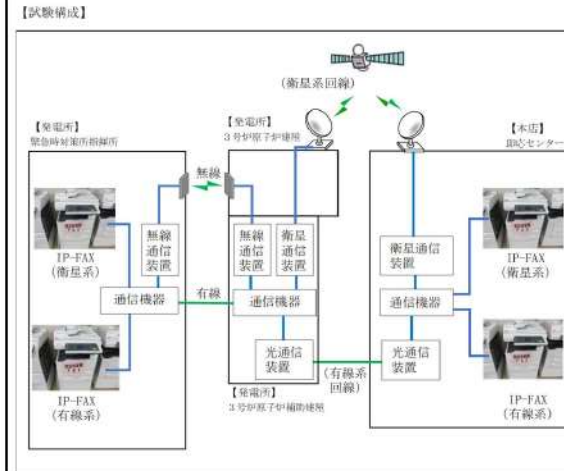 【試験構成】
(衛星系回線)
【発電所】
緊急時対策所指揮所
【発電所】
3号炉原子炉建屋
【本店】
即応センター
無線
IP-FAX
(衛星系)
無線
通信
装置
無線
通信
装置
衛星
通信
装置
衛星通信
装置
IP-FAX
(衛星系)
通信機器
有線
通信機器
通信機器
光通信
装置
(有線系
回線)
光通信
装置
IP-FAX
(有線系)
【発電所】
3号炉原子炉補助建屋
IP-FAX
(有線系)